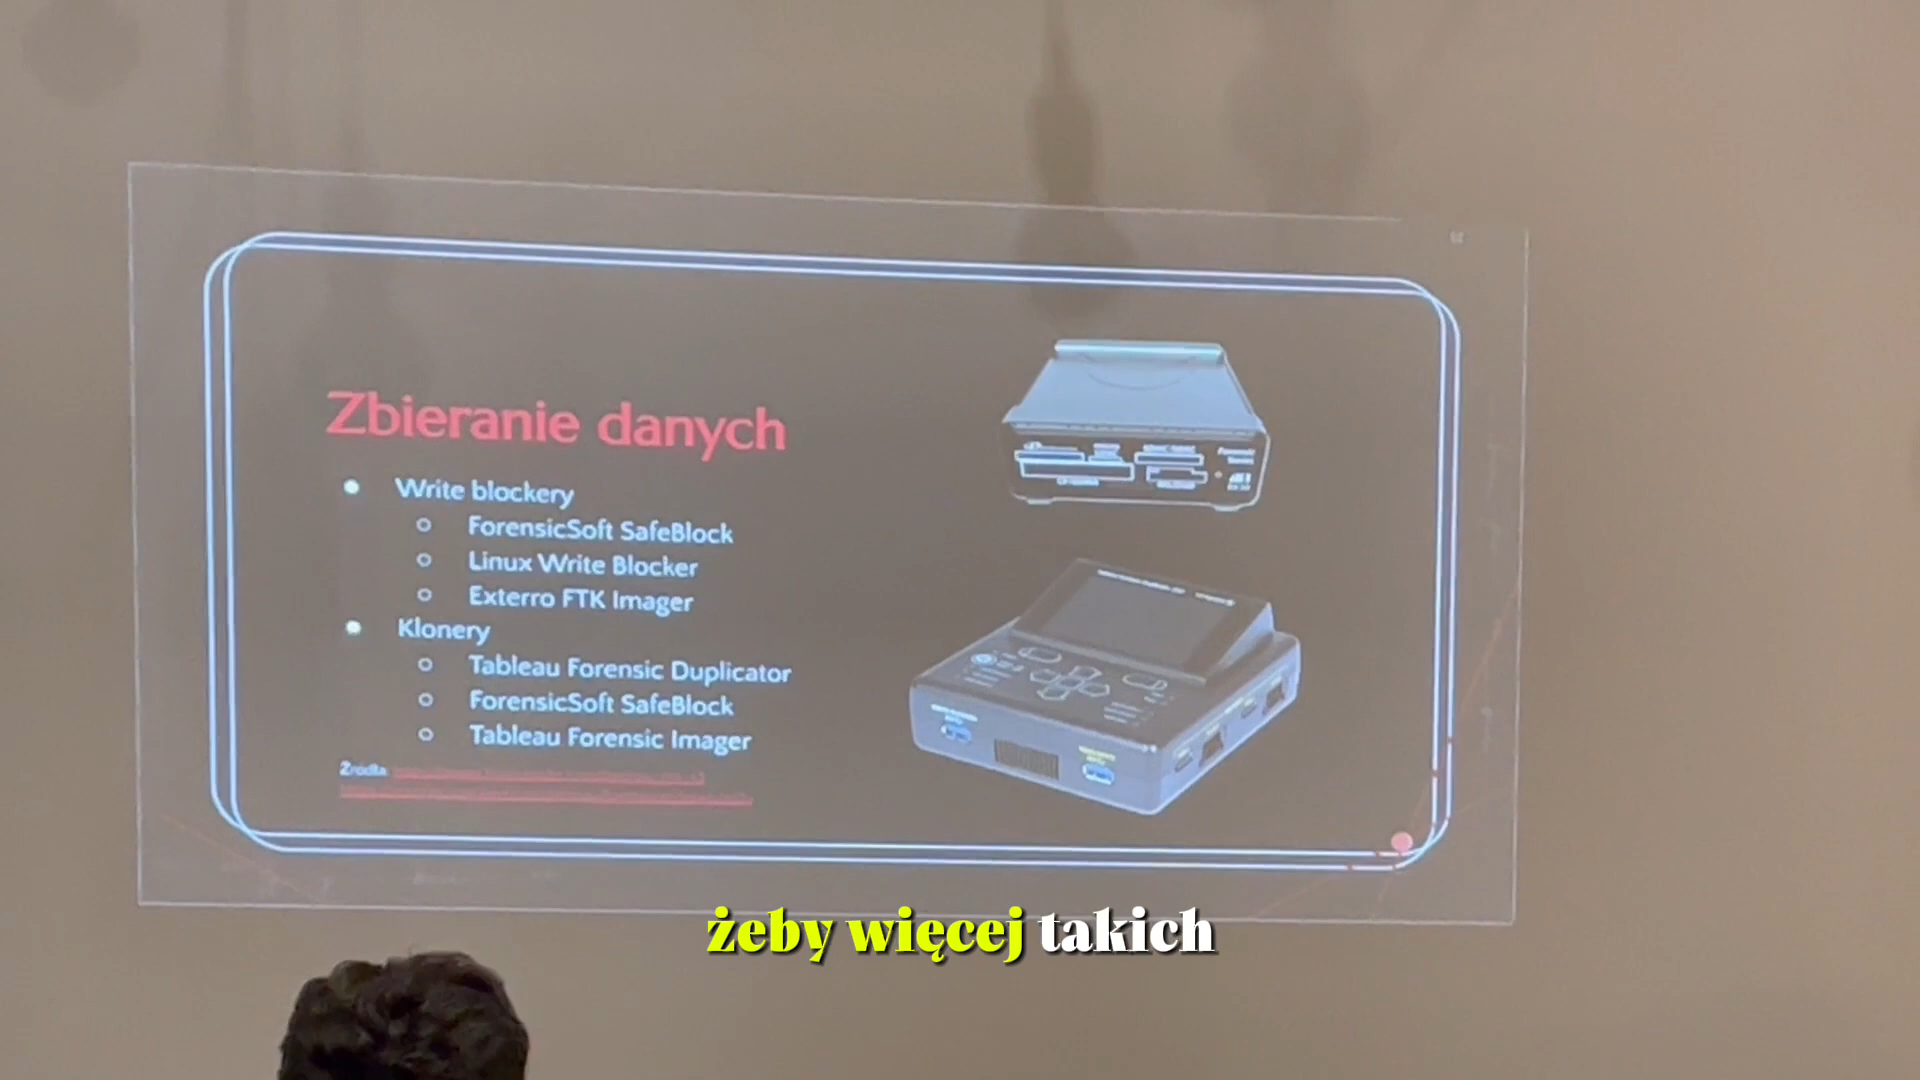 Zbieranie danych
Write blockery
ForensicSoft SafeBlock
Linux Write Blocker
Exterro FTK Imager
Klonery
Tableau Forensic Duplicator
ForensicSoft SafeBlock
Tableau Forensic Imager
Źródła
żeby więcej takich